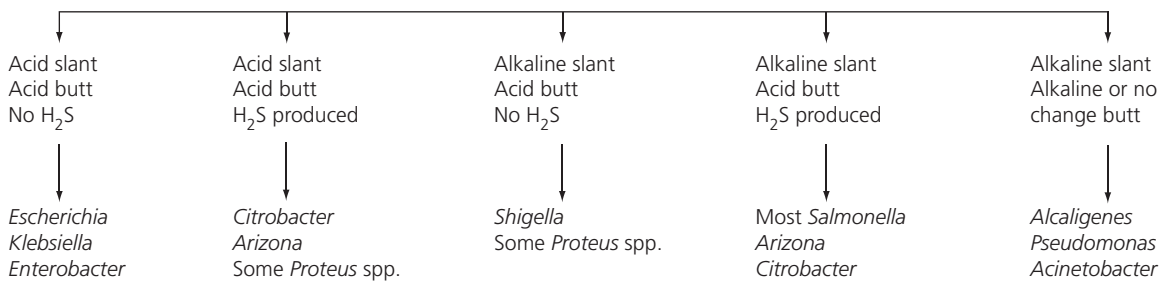 Acid slant
Acid butt
No H₂S
Acid slant
Acid butt
H₂S produced
Alkaline slant
Acid butt
No H₂S
Alkaline slant
Acid butt
H₂S produced
Alkaline slant
Alkaline or no
change butt
Escherichia
Klebsiella
Enterobacter
Citrobacter
Arizona
Some Proteus spp.
Shigella
Some Proteus spp.
Most Salmonella
Arizona
Citrobacter
Alcaligenes
Pseudomonas
Acinetobacter